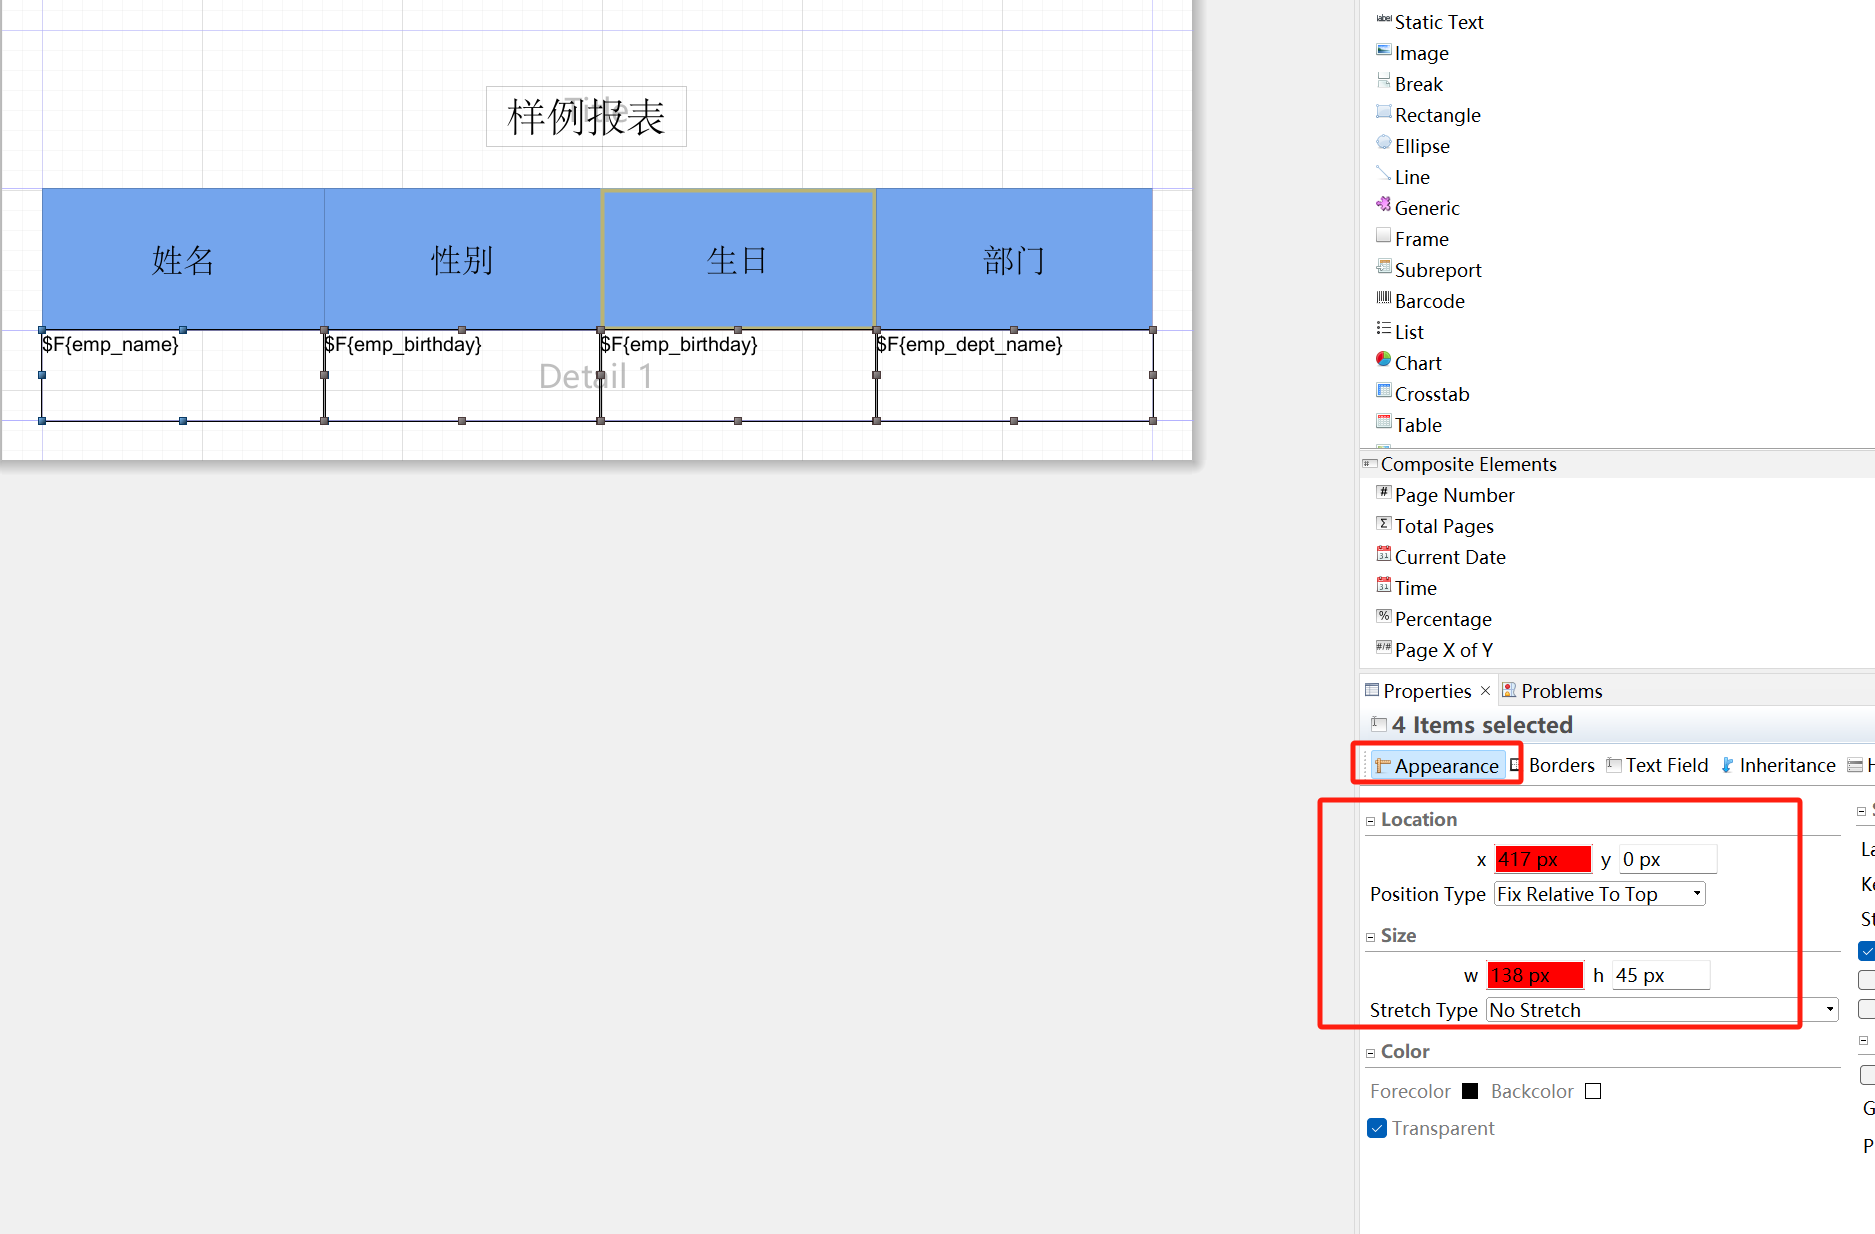 样例报表
Title
姓名
性别
生日
部门
$F{emp_name}
$F{emp_birthday}
$F{emp_birthday}
$F{emp_dept_name}
Detail 1
label Static Text
Image
Break
Rectangle
Ellipse
Line
Generic
Frame
Subreport
Barcode
List
Chart
Crosstab
Table
Composite Elements
# Page Number
Σ Total Pages
31 Current Date
31 Time
% Percentage
#/# Page X of Y
Properties × Problems
4 Items selected
Appearance Borders Text Field Inheritance H
Location
x 417 px y 0 px
Position Type Fix Relative To Top
Size
w 138 px h 45 px
Stretch Type No Stretch
Color
Forecolor Backcolor
Transparent
La
Ke
St
G
P